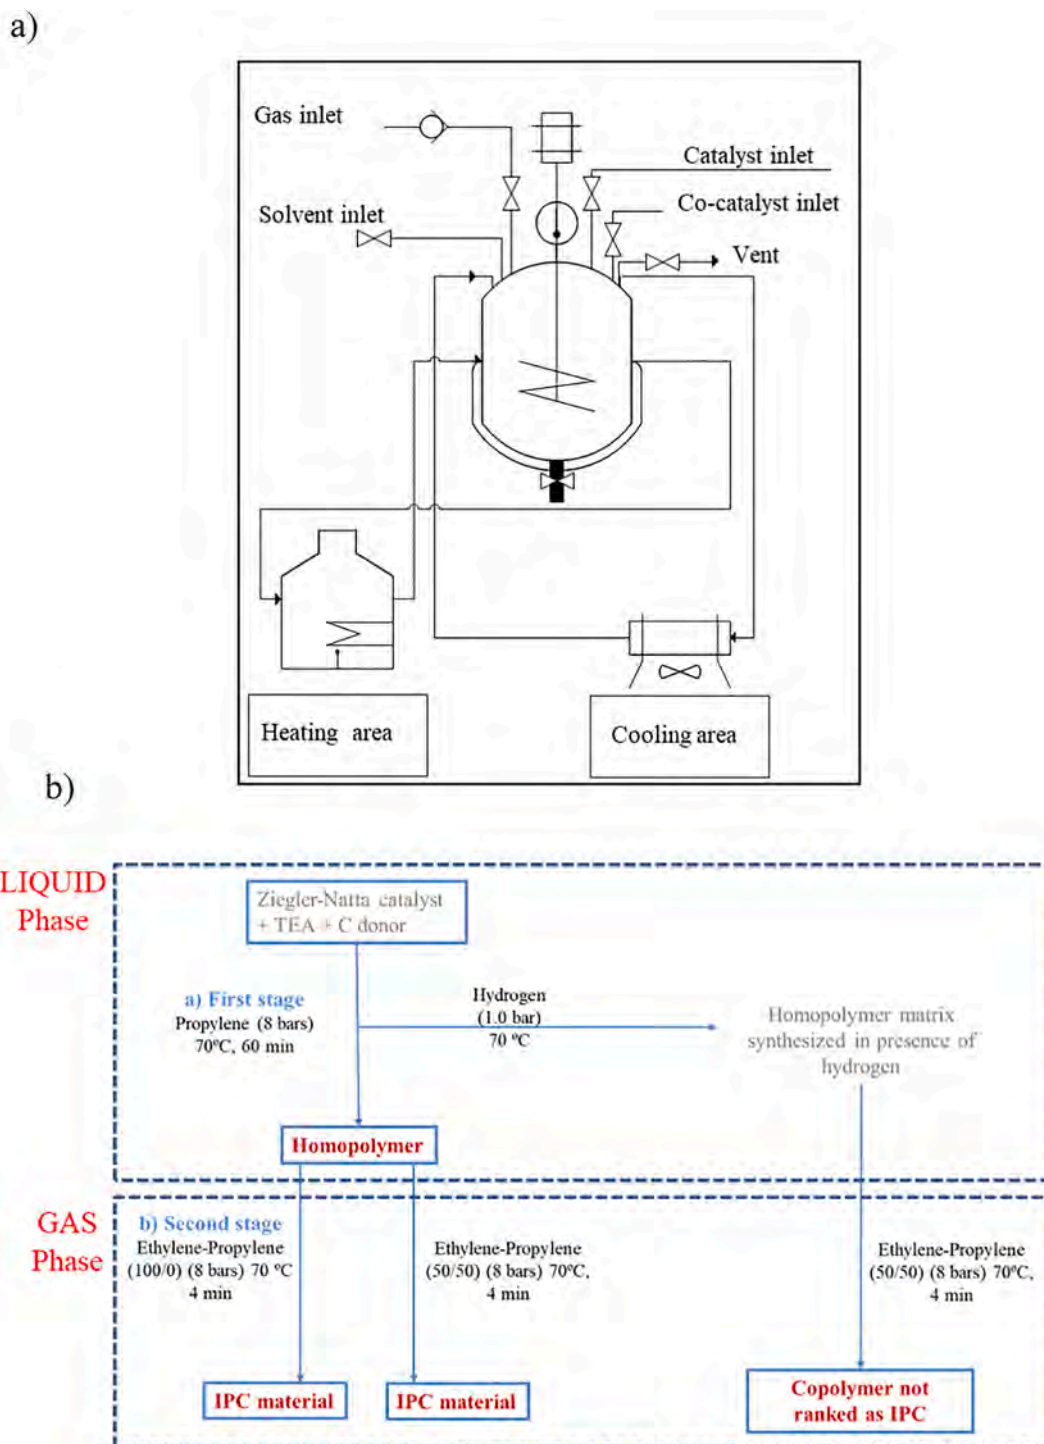 a)
Gas inlet
Catalyst inlet
Co-catalyst inlet
Solvent inlet
Vent
Heating area
Cooling area
b)
LIQUID
Phase
Ziegler-Natta catalyst
+ TEA + C donor
a) First stage
Propylene (8 bars)
70ºC, 60 min
Hydrogen
(1.0 bar)
70 ºC
Homopolymer matrix
synthesized in presence of
hydrogen
Homopolymer
GAS
Phase
b) Second stage
Ethylene-Propylene
(100/0) (8 bars) 70 ºC
4 min
Ethylene-Propylene
(50/50) (8 bars) 70ºC,
4 min
Ethylene-Propylene
(50/50) (8 bars) 70ºC,
4 min
IPC material
IPC material
Copolymer not
ranked as IPC